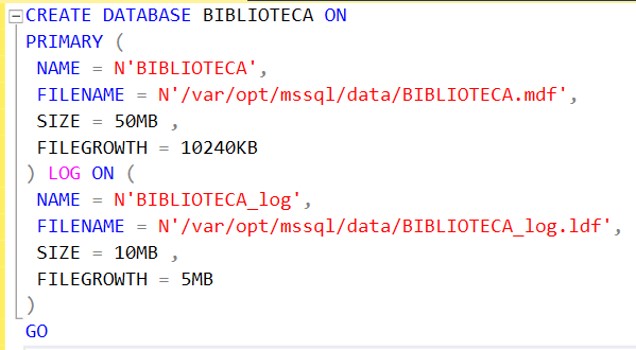 CREATE DATABASE BIBLIOTECA ON
PRIMARY (
NAME = N'BIBLIOTECA',
FILENAME = N'/var/opt/mssql/data/BIBLIOTECA.mdf',
SIZE = 50MB ,
FILEGROWTH = 10240KB
) LOG ON (
NAME = N'BIBLIOTECA_log',
FILENAME = N'/var/opt/mssql/data/BIBLIOTECA_log.ldf',
SIZE = 10MB ,
FILEGROWTH = 5MB
)
GO